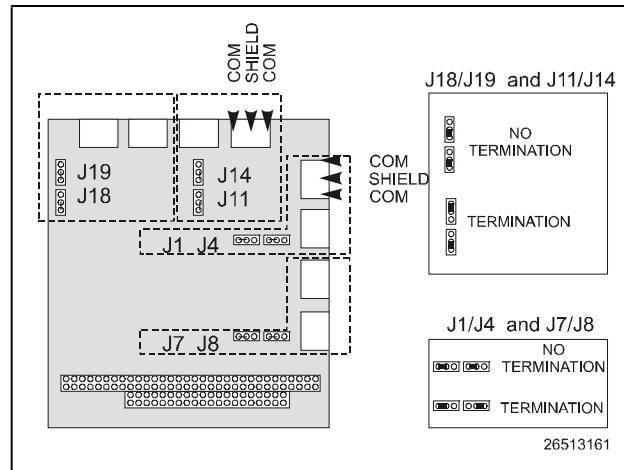 COM
SHIELD
COM
J19
J18
J14
J11
COM
SHIELD
COM
J1 J4
J7 J8
J18/J19 and J11/J14
NO
TERMINATION
TERMINATION
J1/J4 and J7/J8
NO
TERMINATION
TERMINATION
26513161